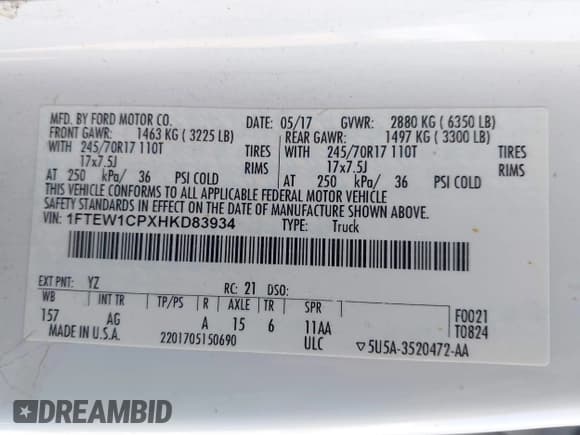 MFD. BY FORD MOTOR CO.
DATE: 05/17 GVWR: 2880 KG ( 6350 LB)
FRONT GAWR: 1463 KG ( 3225 LB) REAR GAWR: 1497 KG ( 3300 LB)
WITH 245/70R17 110T TIRES WITH 245/70R17 110T TIRES
17x7.5J RIMS 17x7.5J RIMS
AT 250 kPa/ 36 PSI COLD AT 250 kPa/ 36 PSI COLD
THIS VEHICLE CONFORMS TO ALL APPLICABLE FEDERAL MOTOR VEHICLE
SAFETY STANDARDS IN EFFECT ON THE DATE OF MANUFACTURE SHOWN ABOVE.
VIN: 1FTEW1CPXHKD83934 TYPE: Truck
EXT PNT: YZ RC: 21 DSO:
WB INT TR TP/PS R AXLE TR SPR F0021
157 AG A 15 6 11AA T0824
MADE IN U.S.A. 2201705150690 ULC ▽5U5A-3520472-AA
DREAMBID